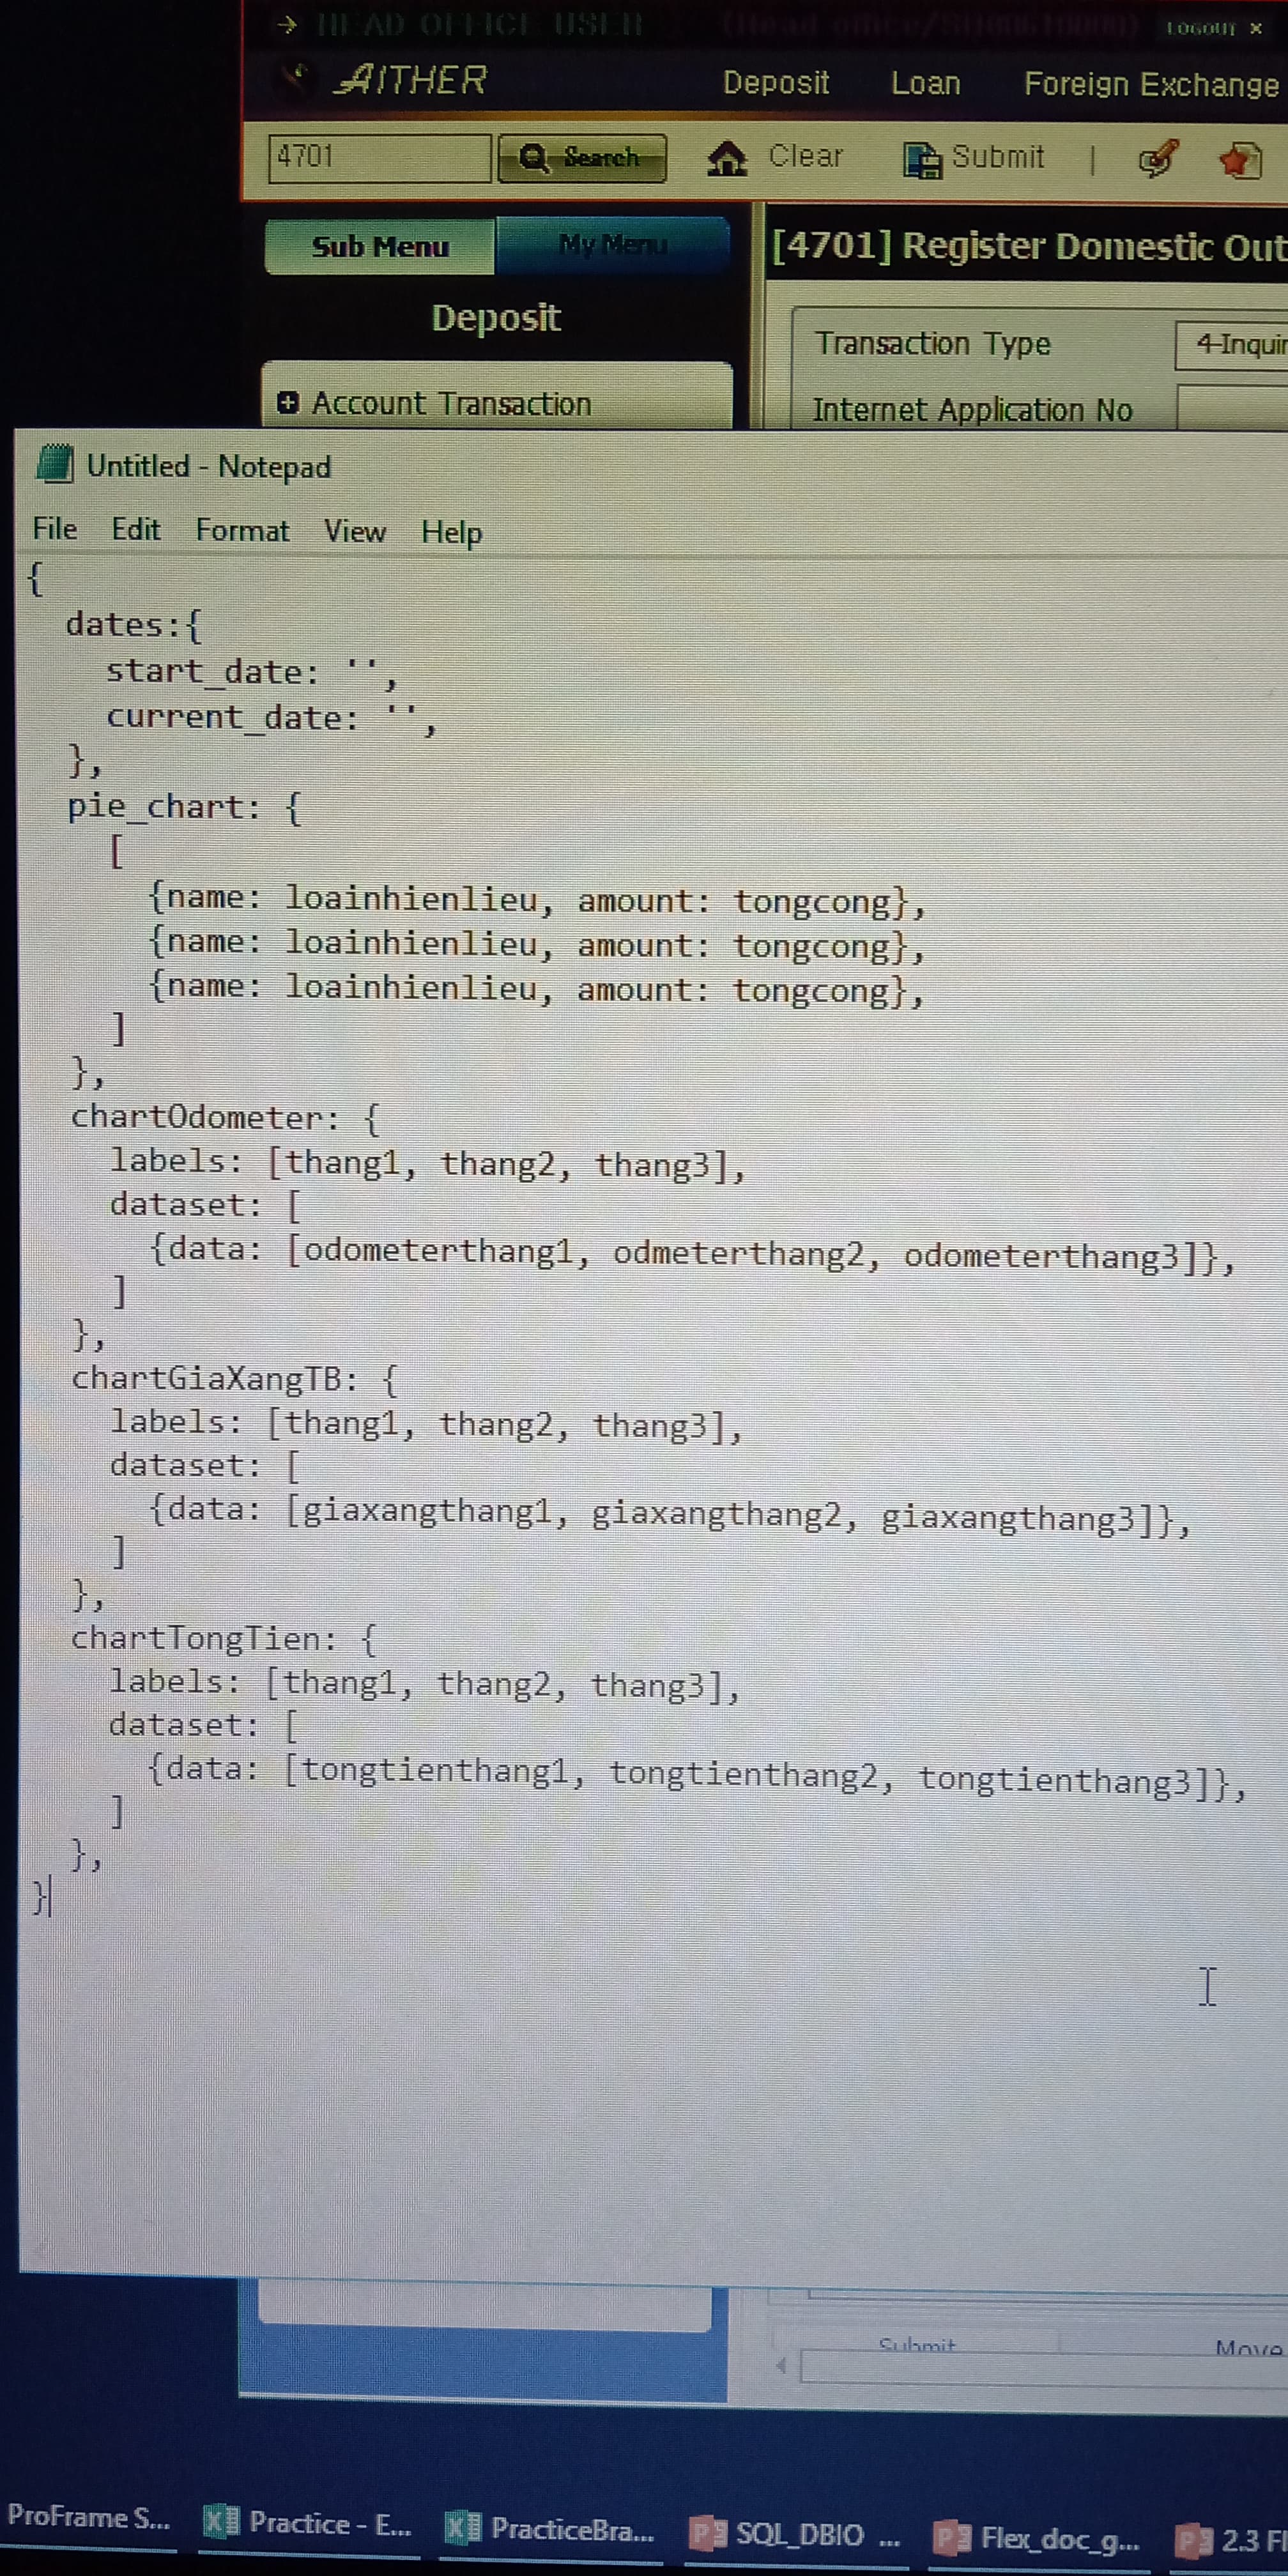 HEAD OFFICE USER
LOGOUT ×
AITHER
Deposit Loan Foreign Exchange
4701 Search Clear Submit |
Sub Menu My Menu
[4701] Register Domestic Out
Deposit
Transaction Type 4-Inquir
Account Transaction
Internet Application No
Untitled - Notepad
File Edit Format View Help
{
dates:{
start_date: '',
current_date: '',
},
pie_chart: {
[
{name: loainhienlieu, amount: tongcong},
{name: loainhienlieu, amount: tongcong},
{name: loainhienlieu, amount: tongcong},
]
},
chartOdometer: {
labels: [thang1, thang2, thang3],
dataset: [
{data: [odometerthang1, odmeterthang2, odometerthang3]},
]
},
chartGiaXangTB: {
labels: [thang1, thang2, thang3],
dataset: [
{data: [giaxangthang1, giaxangthang2, giaxangthang3]},
]
},
chartTongTien: {
labels: [thang1, thang2, thang3],
dataset: [
{data: [tongtienthang1, tongtienthang2, tongtienthang3]},
]
},
}
Submit Move
ProFrame S... Practice - E... PracticeBra... SQL_DBIO ... Flex_doc_g... 2.3 Fl